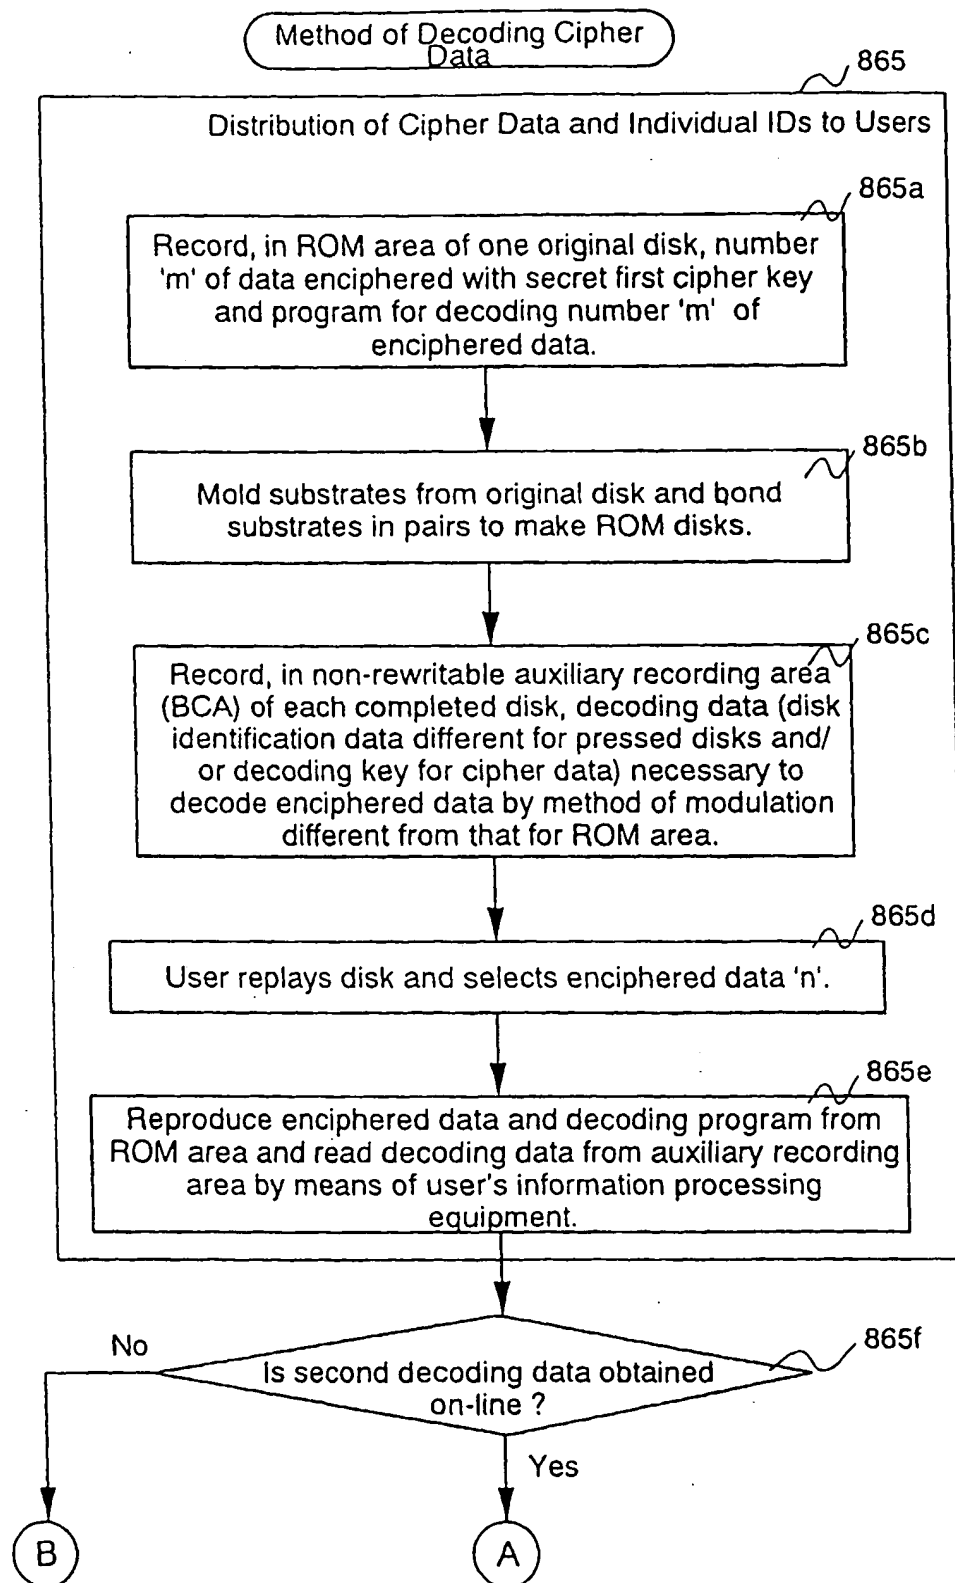 Method of Decoding Cipher
Data
865
Distribution of Cipher Data and Individual IDs to Users
865a
Record, in ROM area of one original disk, number
'm' of data enciphered with secret first cipher key
and program for decoding number 'm' of
enciphered data.
865b
Mold substrates from original disk and bond
substrates in pairs to make ROM disks.
865c
Record, in non-rewritable auxiliary recording area
(BCA) of each completed disk, decoding data (disk
identification data different for pressed disks and/
or decoding key for cipher data) necessary to
decode enciphered data by method of modulation
different from that for ROM area.
865d
User replays disk and selects enciphered data 'n'.
865e
Reproduce enciphered data and decoding program from
ROM area and read decoding data from auxiliary recording
area by means of user's information processing
equipment.
865f
No
Is second decoding data obtained
on-line ?
Yes
B
A